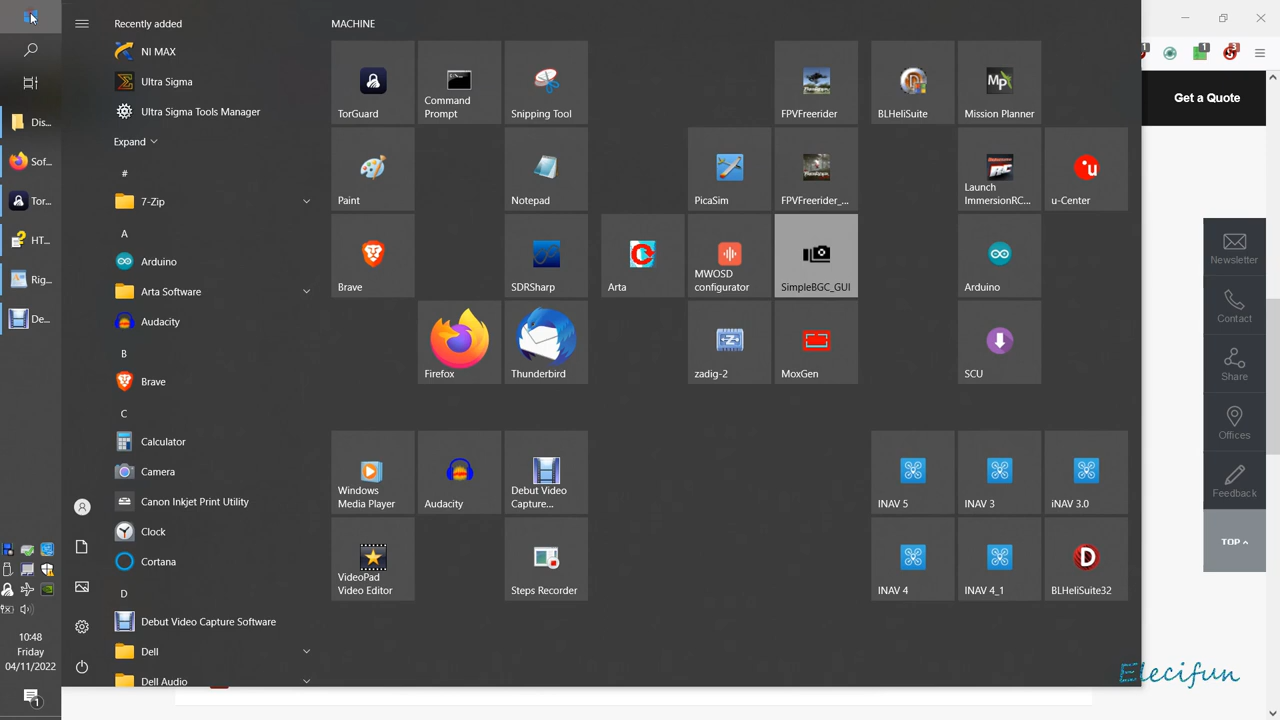 Recently added
NI MAX
Ultra Sigma
Ultra Sigma Tools Manager
Expand
#
7-Zip
A
Arduino
Arta Software
Audacity
B
Brave
C
Calculator
Camera
Canon Inkjet Print Utility
Clock
Cortana
D
Debut Video Capture Software
Dell
Dell Audio
MACHINE
TorGuard
Command
Prompt
Snipping Tool
FPVFreerider
BLHeliSuite
Mp
Mission Planner
Paint
Notepad
PicaSim
FPVFreerider_...
Launch
ImmersionRC...
u
u-Center
Brave
SDRSharp
Arta
MWOSD
configurator
SimpleBGC_GUI
Arduino
Firefox
Thunderbird
zadig-2
MoxGen
SCU
Windows
Media Player
Audacity
Debut Video
Capture...
INAV 5
INAV 3
iNAV 3.0
VideoPad
Video Editor
Steps Recorder
INAV 4
INAV 4_1
BLHeliSuite32
Dis...
Sof...
Tor...
HT...
Rig...
De...
10:48
Friday
04/11/2022
1
1
3
Get a Quote
Newsletter
Contact
Share
Offices
Feedback
TOP
Elecifun